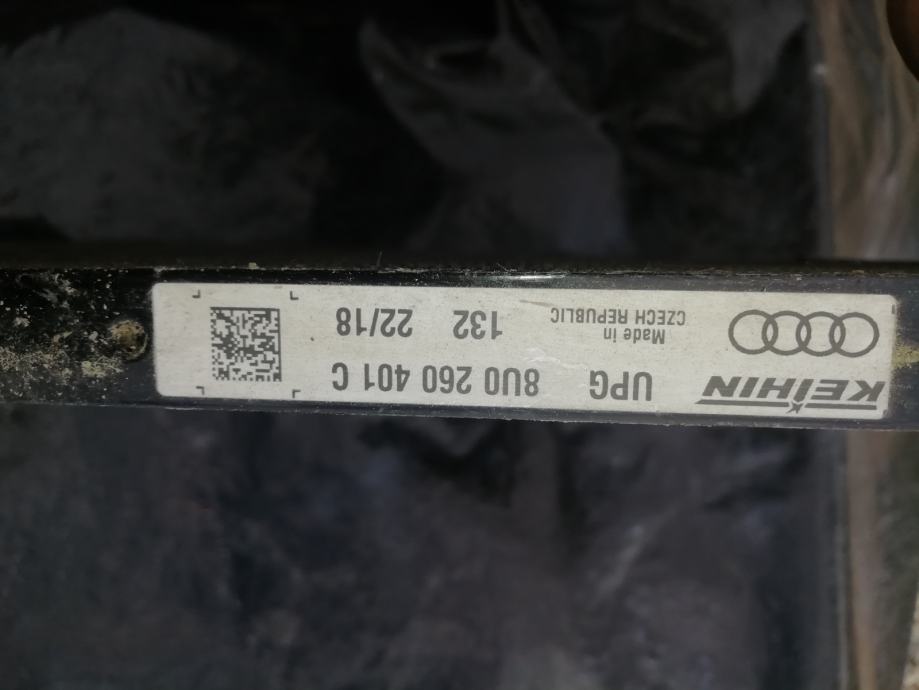 KEIHIN
UPG 8U0 260 401 C
Made in
CZECH REPUBLIC
132 22/18